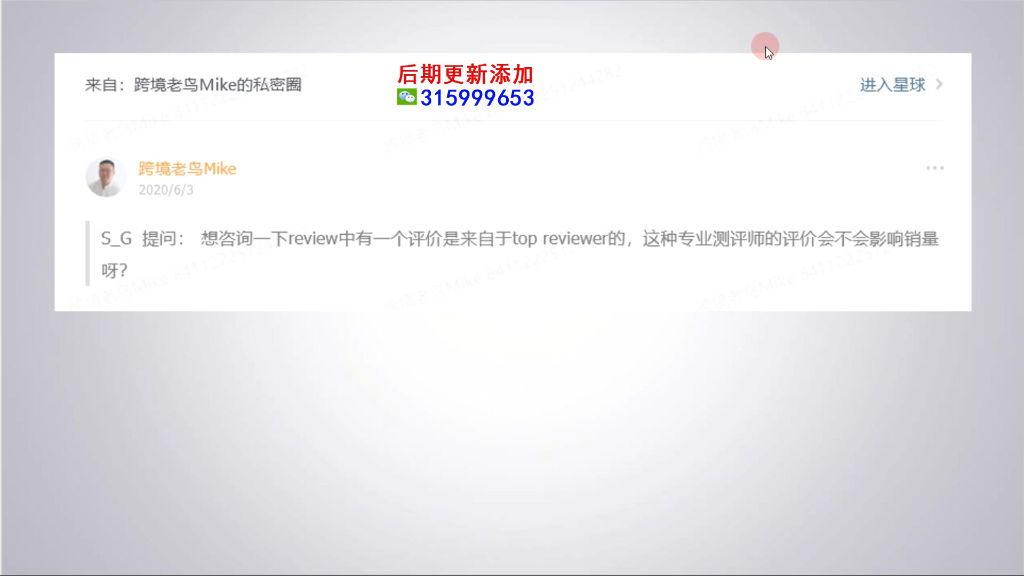 来自：跨境老鸟Mike的私密圈
后期更新添加
315999653
进入星球
跨境老鸟Mike
2020/6/3
S_G 提问： 想咨询一下review中有一个评价是来自于top reviewer的，这种专业测评师的评价会不会影响销量
呀？